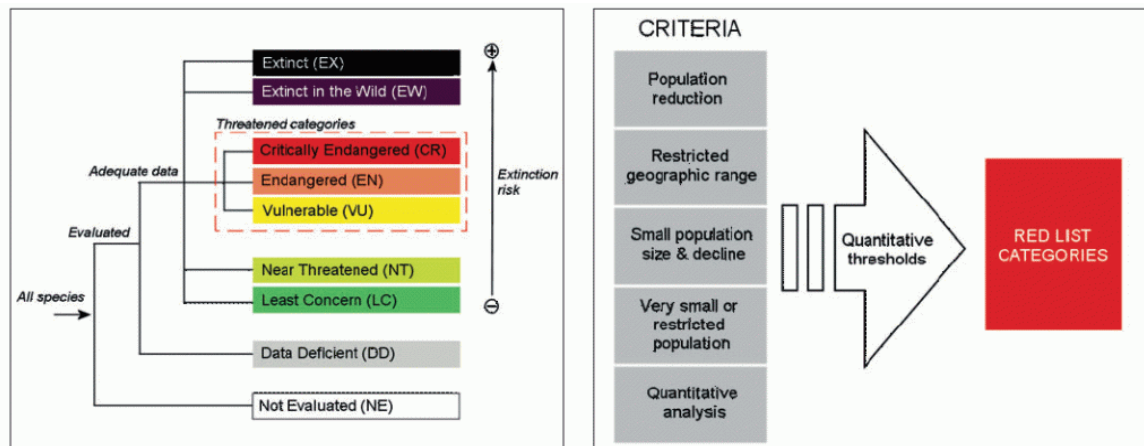 Extinct (EX)
Extinct in the Wild (EW)
Threatened categories
Critically Endangered (CR)
Adequate data
Endangered (EN)
Extinction
risk
Vulnerable (VU)
Evaluated
Near Threatened (NT)
All species
Least Concern (LC)
Data Deficient (DD)
Not Evaluated (NE)
CRITERIA
Population
reduction
Restricted
geographic range
Small population
size & decline
Very small or
restricted
population
Quantitative
analysis
Quantitative
thresholds
RED LIST
CATEGORIES